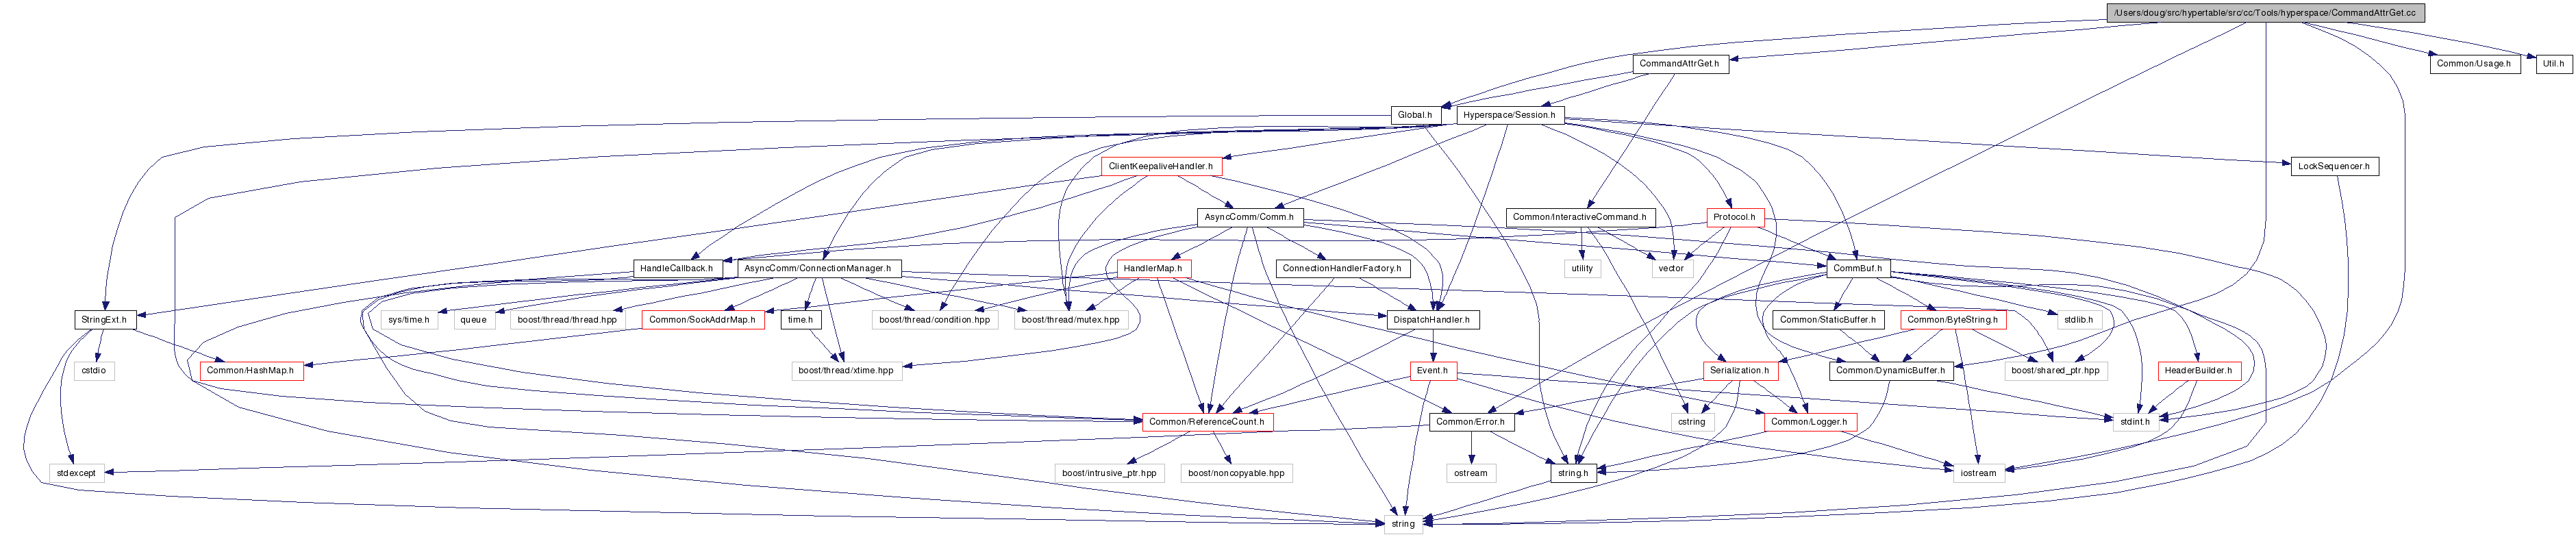 /Users/doug/src/hypertable/src/cc/Tools/hyperspace/CommandAttrGet.cc
CommandAttrGet.h
Common/Usage.h
Util.h
Global.h
Hyperspace/Session.h
ClientKeepaliveHandler.h
LockSequencer.h
AsyncComm/Comm.h
Common/InteractiveCommand.h
Protocol.h
HandleCallback.h
AsyncComm/ConnectionManager.h
HandlerMap.h
ConnectionHandlerFactory.h
utility
vector
CommBuf.h
StringExt.h
sys/time.h
queue
boost/thread/thread.hpp
Common/SockAddrMap.h
time.h
boost/thread/condition.hpp
boost/thread/mutex.hpp
DispatchHandler.h
Common/StaticBuffer.h
Common/ByteString.h
stdlib.h
cstdio
Common/HashMap.h
boost/thread/xtime.hpp
Event.h
Serialization.h
Common/DynamicBuffer.h
boost/shared_ptr.hpp
HeaderBuilder.h
Common/ReferenceCount.h
Common/Error.h
cstring
Common/Logger.h
stdint.h
stdexcept
boost/intrusive_ptr.hpp
boost/noncopyable.hpp
ostream
string.h
iostream
string